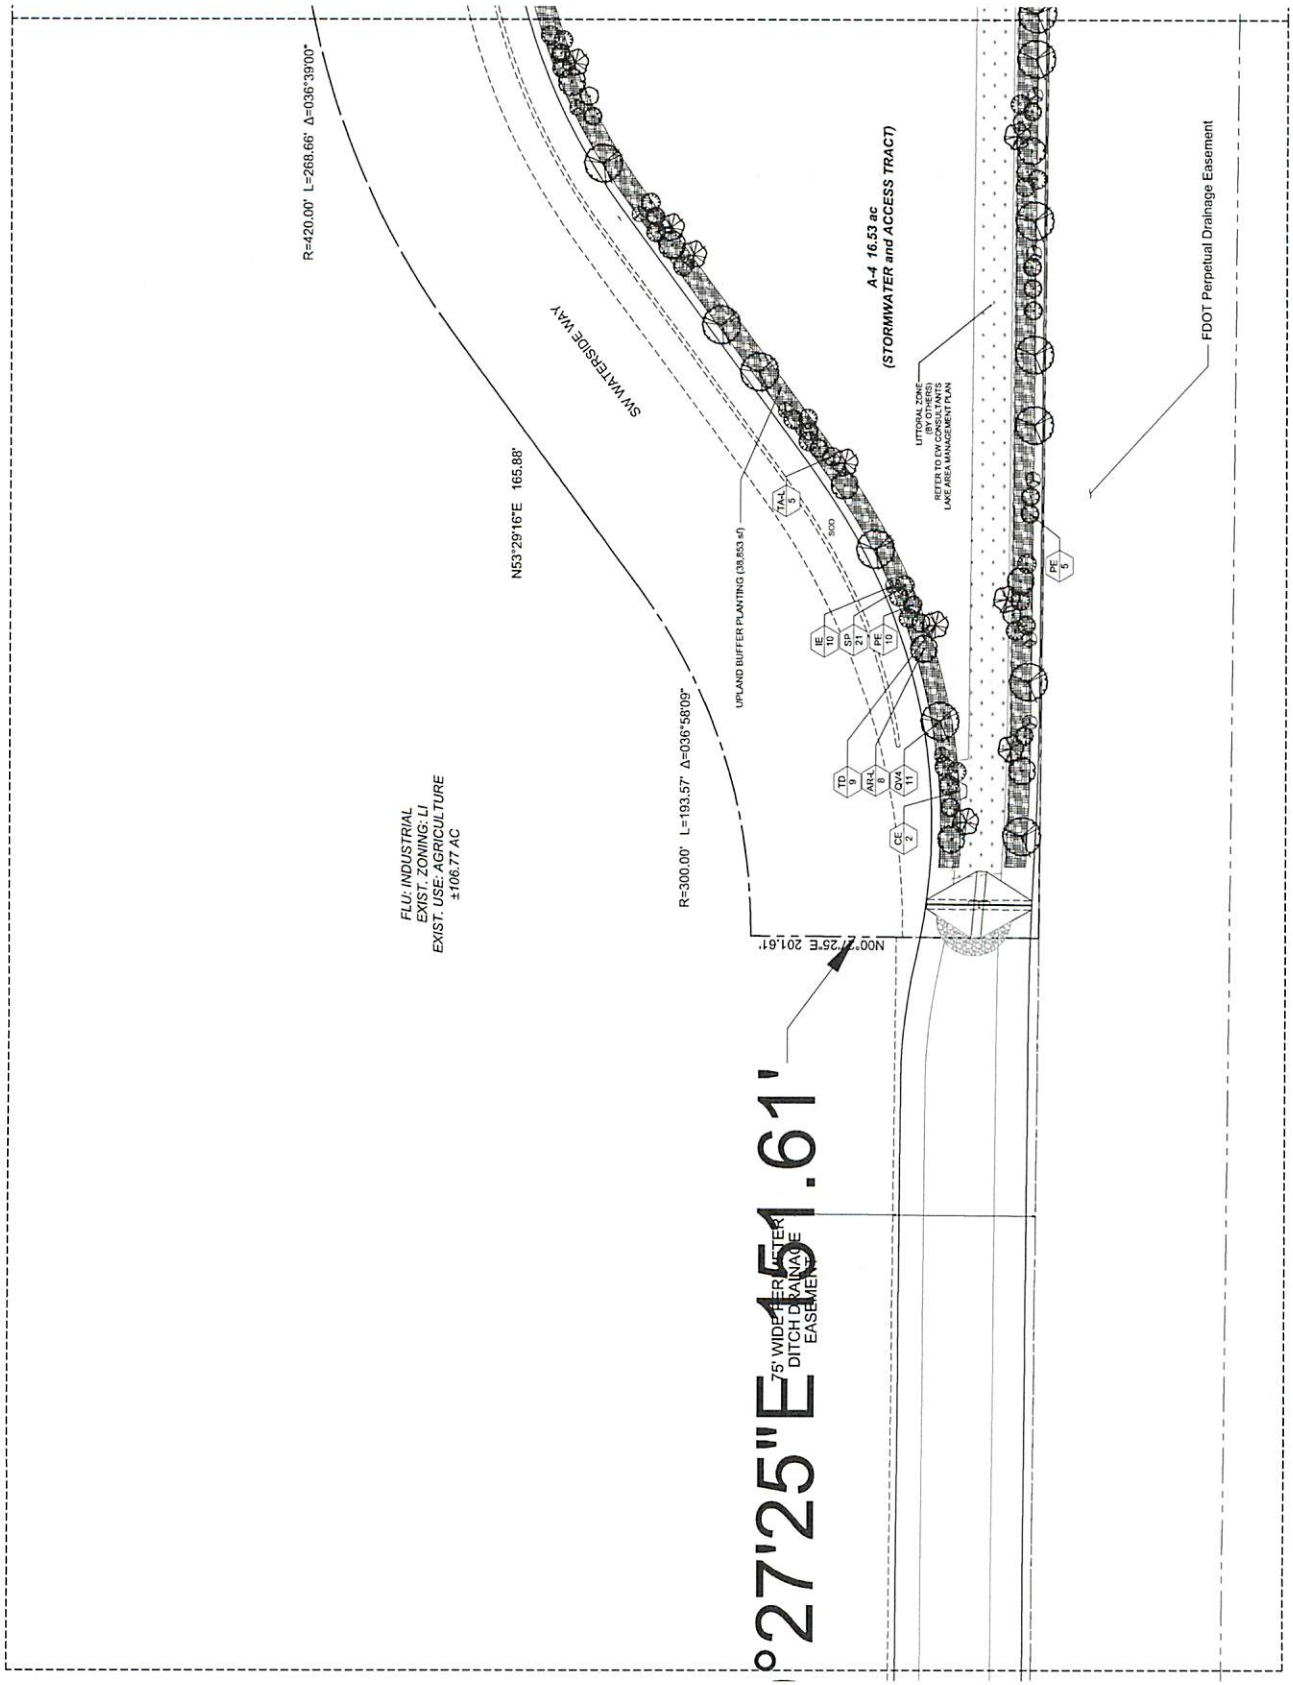 R=420.00' L=268.66' Δ=036°39'00"
SW WATERSIDE WAY
N53°29'16"E 165.88'
A-4 16.53 ac
(STORMWATER and ACCESS TRACT)
LITTORAL ZONE
(BY OTHERS)
REFER TO EW CONSULTANTS
LAKE AREA MANAGEMENT PLAN
FDOT Perpetual Drainage Easement
UPLAND BUFFER PLANTING (38,853 sf)
TA-L
5
SOD
PE
5
IE
10
SP
21
PE
10
R=300.00' L=193.57' Δ=036°58'09"
TD
9
AR-L
8
QV4
11
CE
2
FLU: INDUSTRIAL
EXIST. ZONING: LI
EXIST. USE: AGRICULTURE
±106.77 AC
N00°27'25"E 201.61'
°27'25"E 151.61'
75' WIDE PERIMETER
DITCH DRAINAGE
EASEMENT